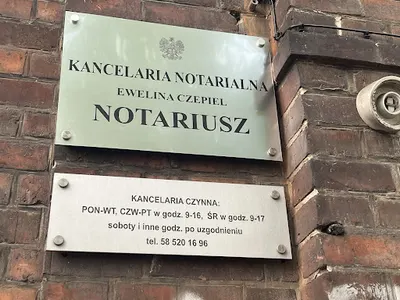 KANCELARIA NOTARIALNA
EWELINA CZEPIEL
NOTARIUSZ
KANCELARIA CZYNNA:
PON-WT, CZW-PT w godz. 9-16, ŚR w godz. 9-17
soboty i inne godz. po uzgodnieniu
tel. 58 520 16 96